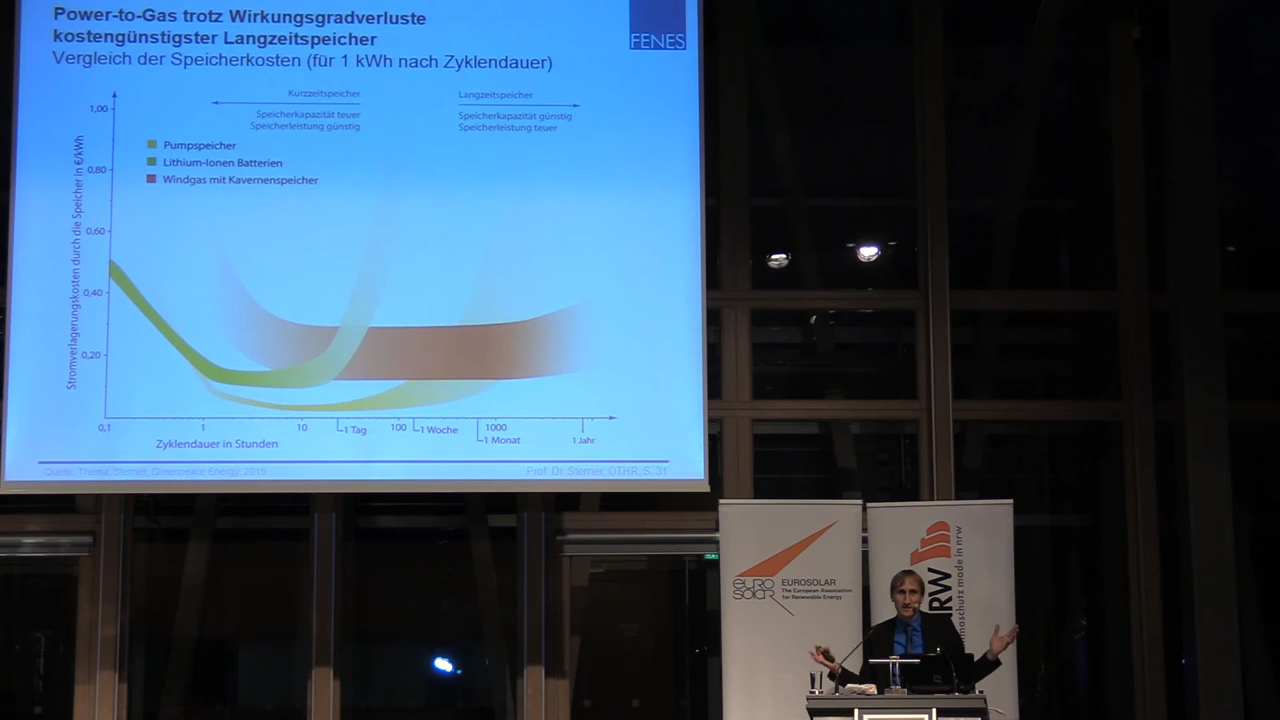 Power-to-Gas trotz Wirkungsgradverluste
kostengünstigster Langzeitspeicher
Vergleich der Speicherkosten (für 1 kWh nach Zyklendauer)
FENES
Kurzzeitspeicher
Speicherkapazität teuer
Speicherleistung günstig
Langzeitspeicher
Speicherkapazität günstig
Speicherleistung teuer
Pumpspeicher
Lithium-Ionen Batterien
Windgas mit Kavernenspeicher
Stromverlagerungskosten durch die Speicher in €/kWh
1,00
0,80
0,60
0,40
0,20
0,1
1
10
1 Tag
100
1 Woche
1000
1 Monat
1 Jahr
Zyklendauer in Stunden
Quelle: Thema, Sterner, Greenpeace Energy, 2015
Prof. Dr. Sterner, OTHR, S. 31
EURO
SOLAR
EUROSOLAR
The European Association
for Renewable Energy
RW
maschutz made in nrw